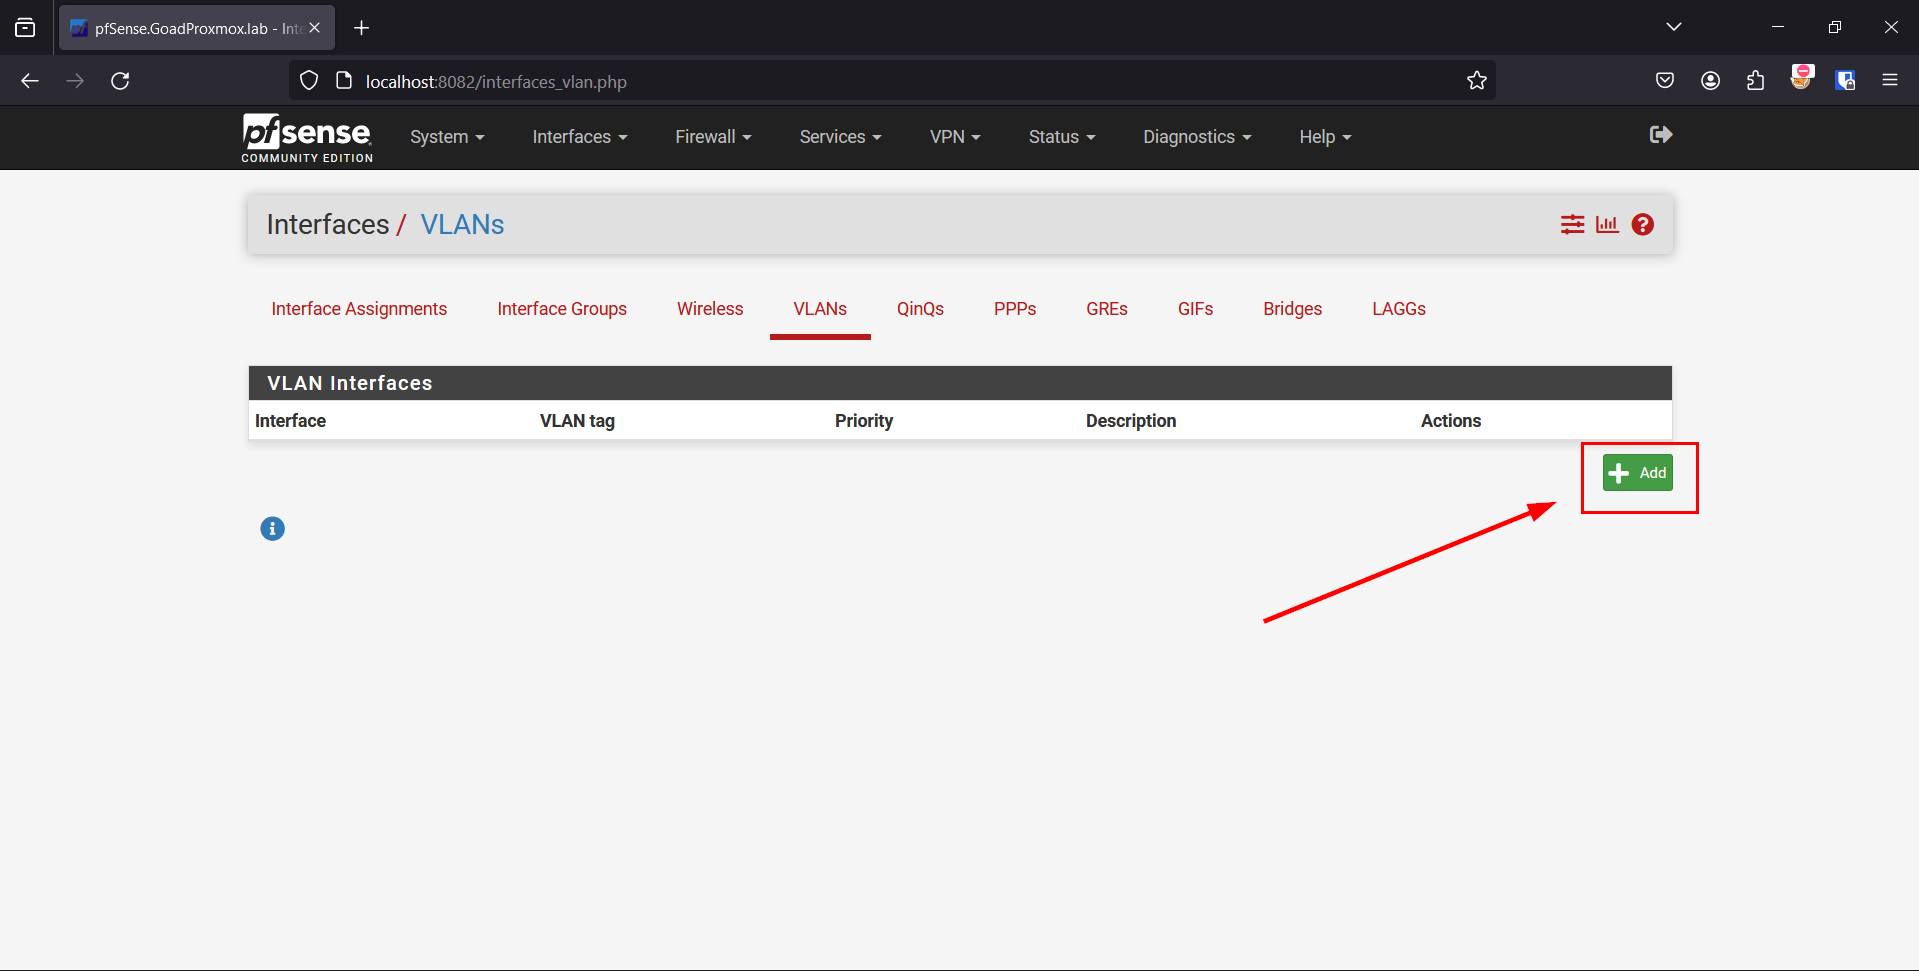 pfSense.GoadProxmox.lab - Inte
localhost:8082/interfaces_vlan.php
pfsense
COMMUNITY EDITION
System
Interfaces
Firewall
Services
VPN
Status
Diagnostics
Help
Interfaces / VLANs
Interface Assignments
Interface Groups
Wireless
VLANs
QinQs
PPPs
GREs
GIFs
Bridges
LAGGs
VLAN Interfaces
Interface VLAN tag Priority Description Actions
Add